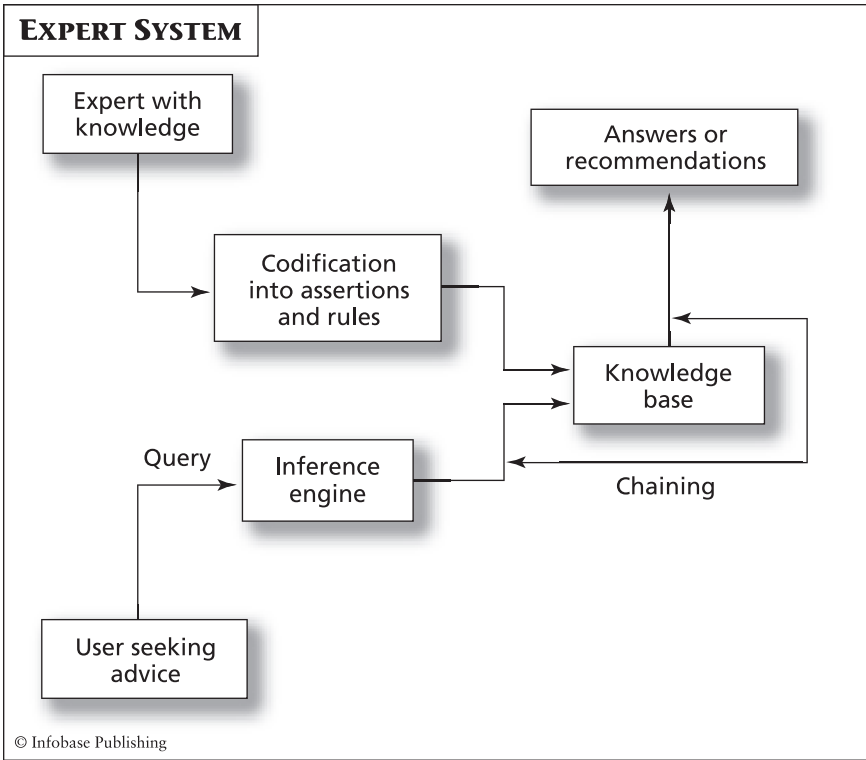 EXPERT SYSTEM
Expert with
knowledge
Answers or
recommendations
Codification
into assertions
and rules
Knowledge
base
Query
Inference
engine
Chaining
User seeking
advice
© Infobase Publishing